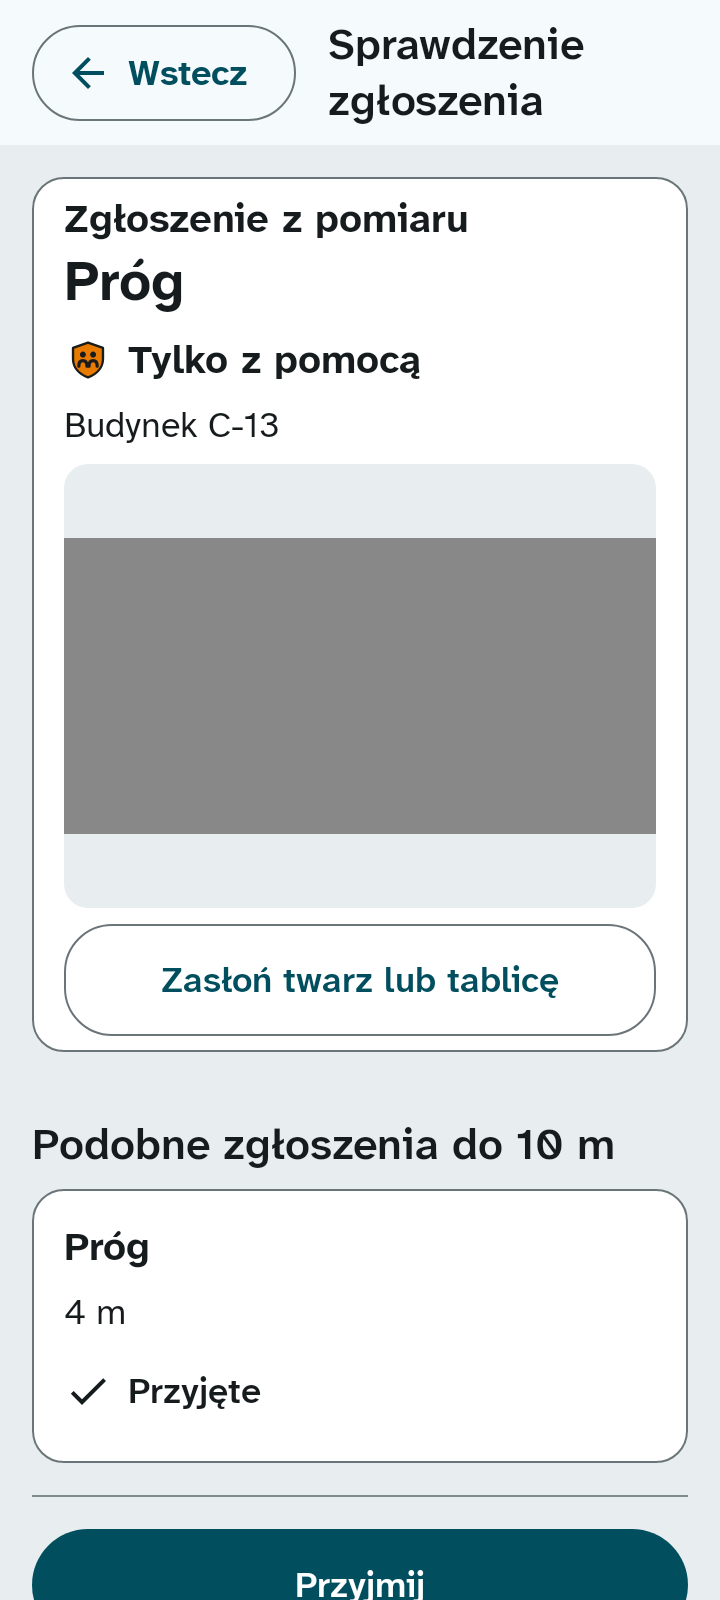 Wstecz
Sprawdzenie
zgłoszenia
Zgłoszenie z pomiaru
Próg
Tylko z pomocą
Budynek C-13
Zasłoń twarz lub tablicę
Podobne zgłoszenia do 10 m
Próg
4 m
Przyjęte
Przyjmij